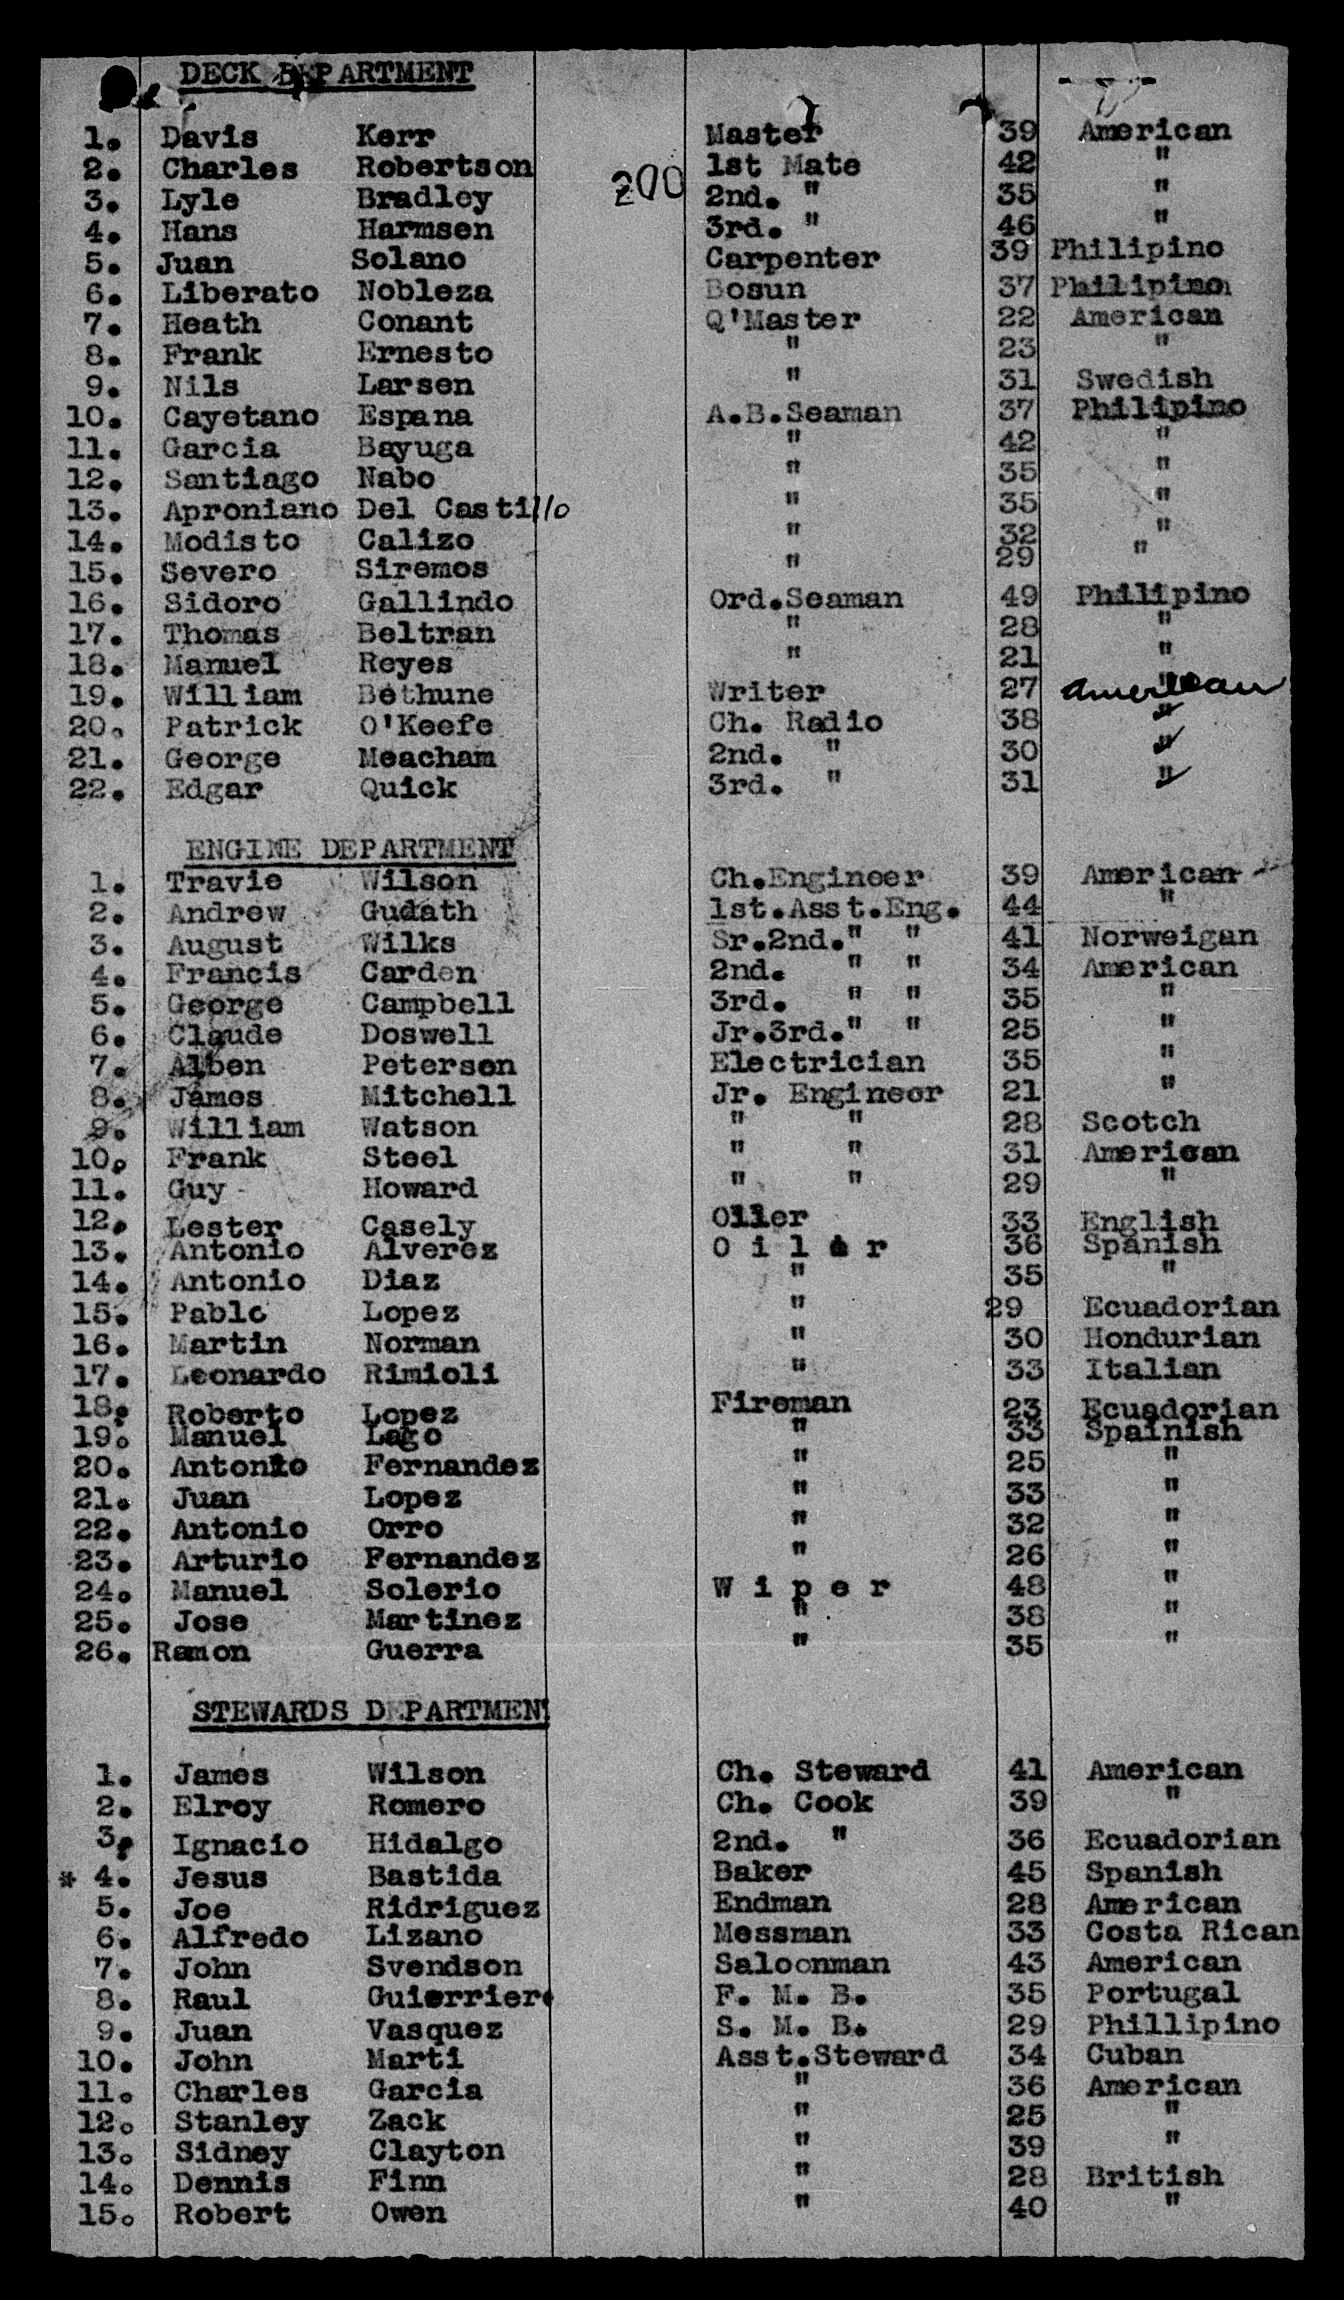 DECK DEPARTMENT
1. Davis Kerr Master 39 American
2. Charles Robertson 1st Mate 42 "
200
3. Lyle Bradley 2nd. " 35 "
4. Hans Harmsen 3rd. " 46 "
5. Juan Solano Carpenter 39 Philipino
6. Liberato Nobleza Bosun 37 Philipino
7. Heath Conant Q'Master 22 American
8. Frank Ernesto " 23 "
9. Nils Larsen " 31 Swedish
10. Cayetano Espana A.B.Seaman 37 Philipino
11. Garcia Bayuga " 42 "
12. Santiago Nabo " 35 "
13. Aproniano Del Castillo " 35 "
14. Modisto Calizo " 32 "
15. Severo Siremos " 29 "
16. Sidoro Gallindo Ord.Seaman 49 Philipino
17. Thomas Beltran " 28 "
18. Manuel Reyes " 21 "
19. William Bethune Writer 27 American
20. Patrick O'Keefe Ch. Radio 38 "
21. George Meacham 2nd. " 30 "
22. Edgar Quick 3rd. " 31 "
ENGINE DEPARTMENT
1. Travie Wilson Ch.Engineer 39 American
2. Andrew Gudath 1st.Asst.Eng. 44 "
3. August Wilks Sr.2nd." " 41 Norweigan
4. Francis Carden 2nd. " " 34 American
5. George Campbell 3rd. " " 35 "
6. Claude Doswell Jr.3rd." " 25 "
7. Alben Peterson Electrician 35 "
8. James Mitchell Jr. Engineer 21 "
9. William Watson " " 28 Scotch
10. Frank Steel " " 31 American
11. Guy Howard " " 29 "
12. Lester Casely Oiler 33 English
13. Antonio Alverez O i l e r 36 Spanish
14. Antonio Diaz " 35 "
15. Pablo Lopez " 29 Ecuadorian
16. Martin Norman " 30 Hondurian
17. Leonardo Rimioli " 33 Italian
18. Roberto Lopez Fireman 23 Ecuadorian
19. Manuel Lago " 33 Spainish
20. Antonio Fernandez " 25 "
21. Juan Lopez " 33 "
22. Antonio Orro " 32 "
23. Arturio Fernandez " 26 "
24. Manuel Solerio W i p e r 48 "
25. Jose Martinez " 38 "
26. Ramon Guerra " 35 "
STEWARDS DEPARTMENT
1. James Wilson Ch. Steward 41 American
2. Elroy Romero Ch. Cook 39 "
3. Ignacio Hidalgo 2nd. " 36 Ecuadorian
* 4. Jesus Bastida Baker 45 Spanish
5. Joe Ridriguez Endman 28 American
6. Alfredo Lizano Messman 33 Costa Rican
7. John Svendson Saloonman 43 American
8. Raul Guierriere F. M. B. 35 Portugal
9. Juan Vasquez S. M. B. 29 Phillipino
10. John Marti Asst.Steward 34 Cuban
11. Charles Garcia " 36 American
12. Stanley Zack " 25 "
13. Sidney Clayton " 39 "
14. Dennis Finn " 28 British
15. Robert Owen " 40 "